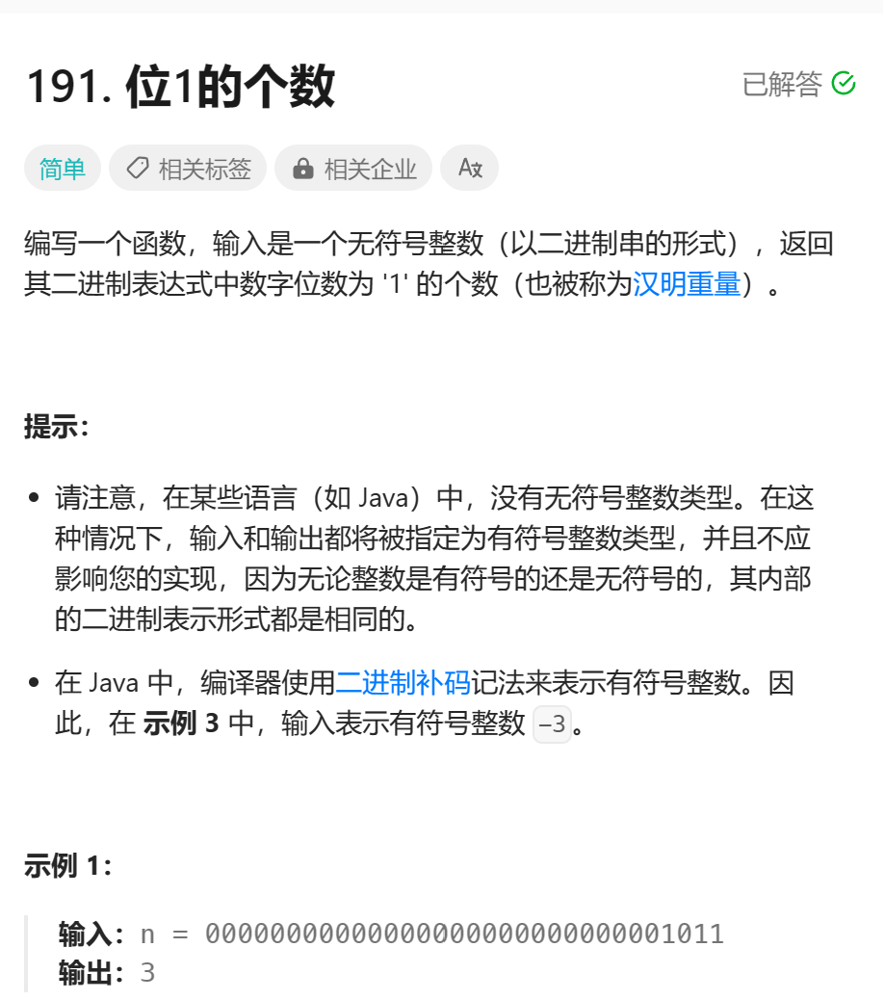 191. 位1的个数
已解答
简单 相关标签 相关企业 A文
编写一个函数，输入是一个无符号整数（以二进制串的形式），返回
其二进制表达式中数字位数为 '1' 的个数（也被称为汉明重量）。
提示：
请注意，在某些语言（如 Java）中，没有无符号整数类型。在这
种情况下，输入和输出都将被指定为有符号整数类型，并且不应
影响您的实现，因为无论整数是有符号的还是无符号的，其内部
的二进制表示形式都是相同的。
在 Java 中，编译器使用二进制补码记法来表示有符号整数。因
此，在 示例 3 中，输入表示有符号整数 -3。
示例 1：
输入：n = 00000000000000000000000000001011
输出：3